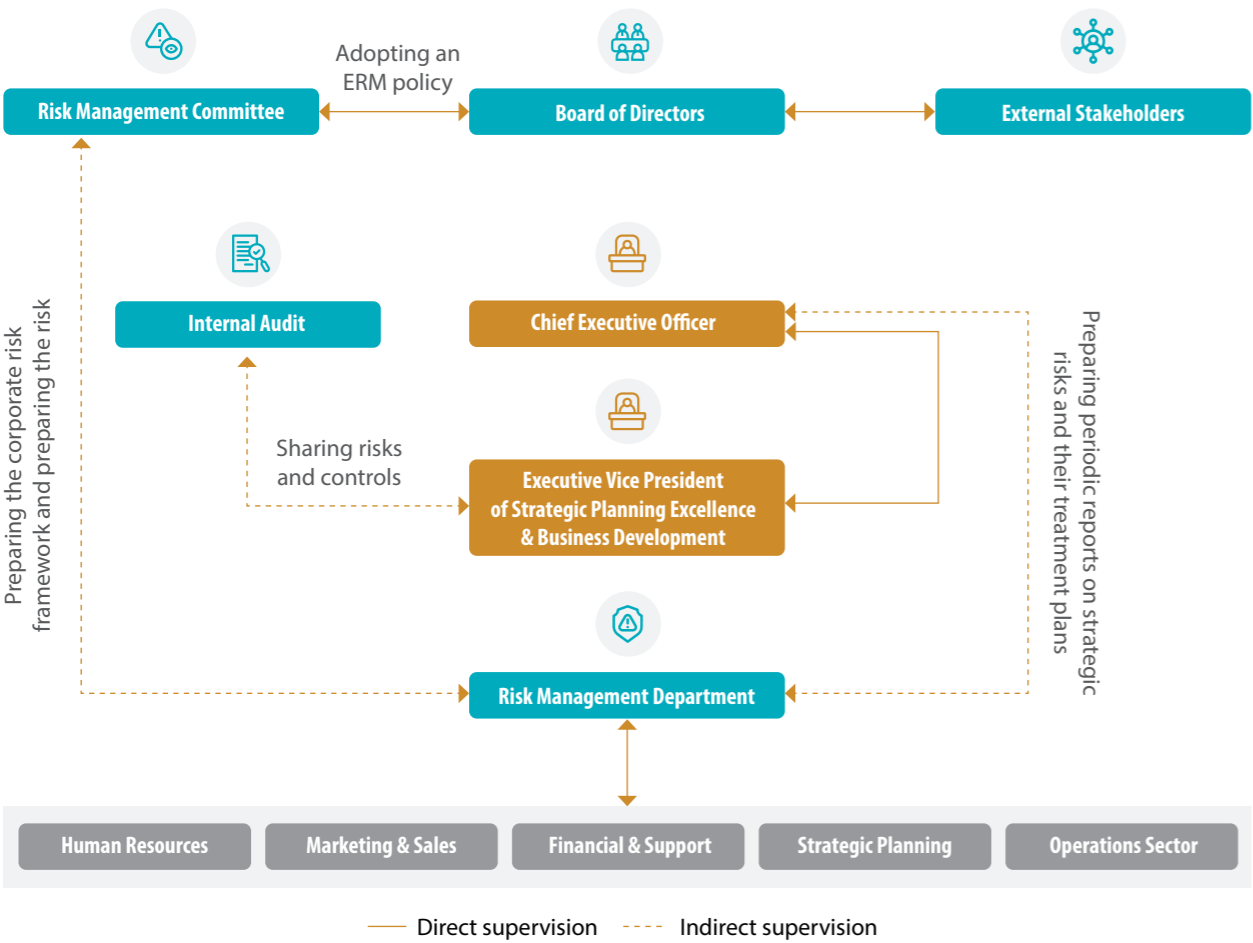 Adopting an
ERM policy
Risk Management Committee
Board of Directors
External Stakeholders
Preparing the corporate risk
framework and preparing the risk
Internal Audit
Chief Executive Officer
Preparing periodic reports on strategic
risks and their treatment plans
Sharing risks
and controls
Executive Vice President
of Strategic Planning Excellence
& Business Development
Risk Management Department
Human Resources
Marketing & Sales
Financial & Support
Strategic Planning
Operations Sector
Direct supervision
Indirect supervision